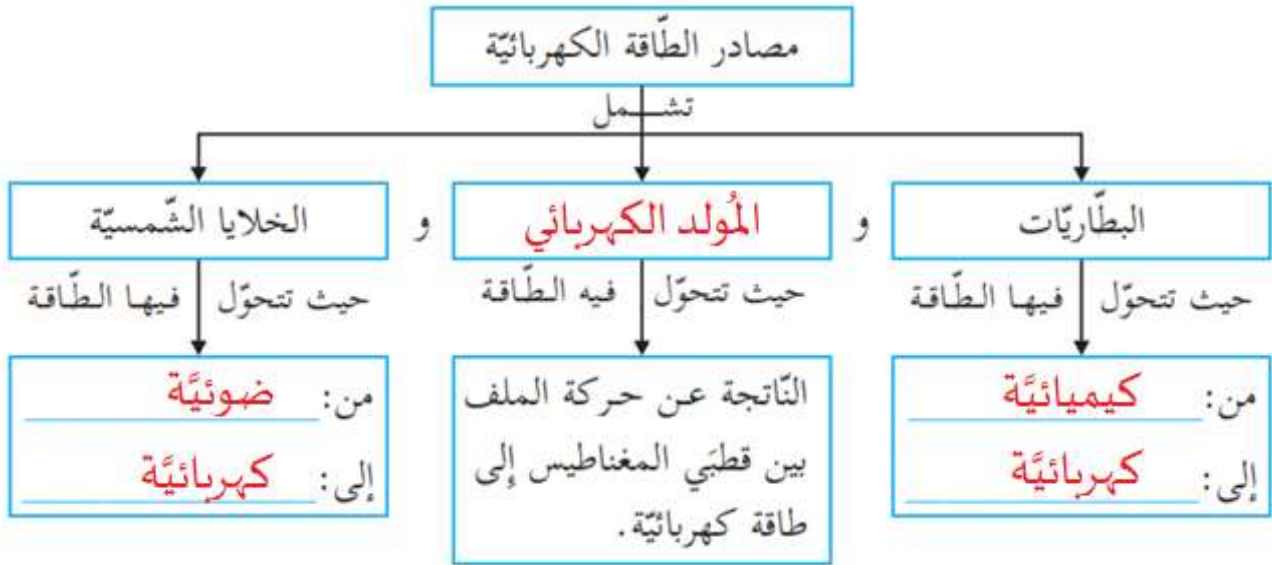 مصادر الطّاقة الكهربائيّة
تشـــمل
البطّاريّات
و
المُولد الكهربائي
و
الخلايا الشّمسيّة
حيث تتحوّل فيها الطّاقة
حيث تتحوّل فيه الطّاقة
حيث تتحوّل فيها الطّاقة
من: كيميائيَّة
إلى: كهربائيَّة
النّاتجة عن حركة الملف
بين قطبَي المغناطيس إِلى
طاقة كهربائيّة.
من: ضوئيَّة
إلى: كهربائيَّة